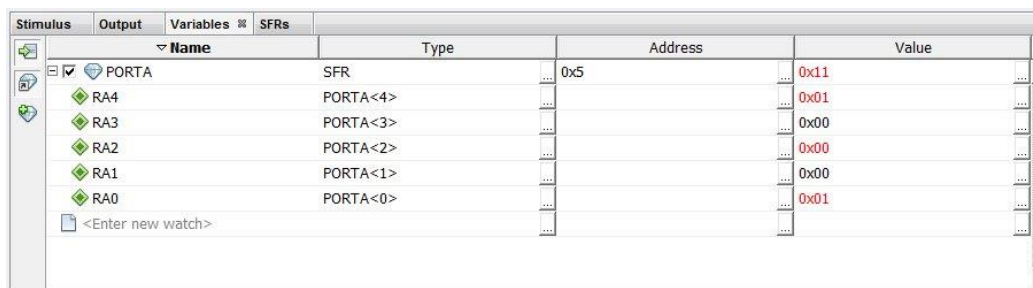 Stimulus Output Variables SFRs
Name Type Address Value
PORTA SFR ... 0x5 ... 0x11 ...
RA4 PORTA<4> ... ... 0x01 ...
RA3 PORTA<3> ... ... 0x00 ...
RA2 PORTA<2> ... ... 0x00 ...
RA1 PORTA<1> ... ... 0x00 ...
RA0 PORTA<0> ... ... 0x01 ...
<Enter new watch> ... ... ...